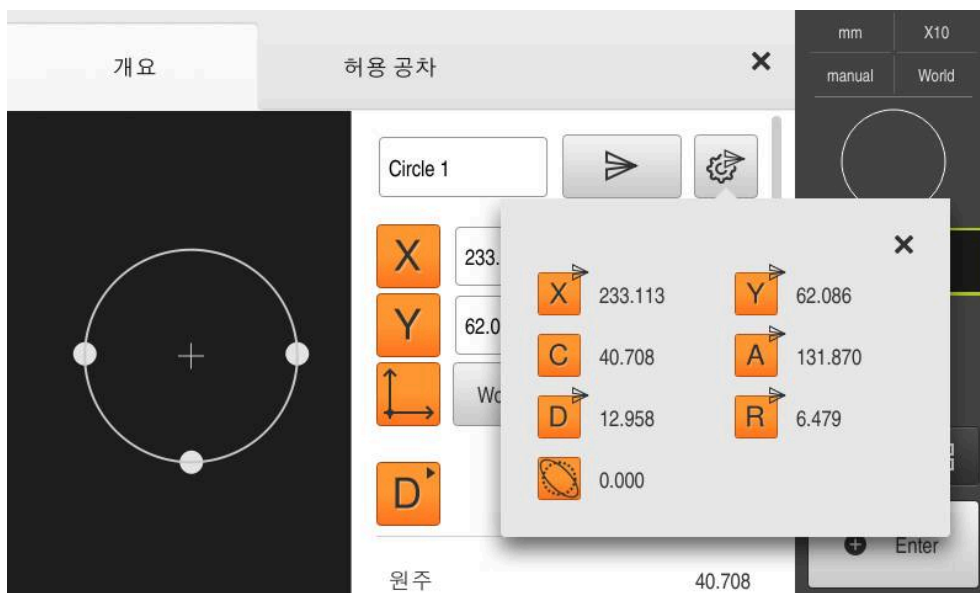 개요
허용 공차
mm
X10
manual
World
Circle 1
X
233.
Y
62.0
D
X
233.113
Y
62.086
C
40.708
A
131.870
D
12.958
R
6.479
0.000
Enter
원주
40.708